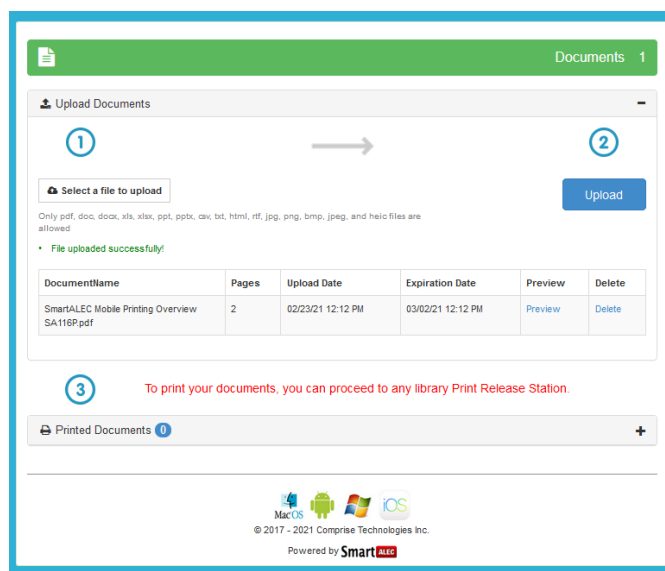 Documents 1
Upload Documents
1
2
Select a file to upload
Upload
Only pdf, doc, docx, xls, xlsx, ppt, pptx, csv, txt, html, rtf, jpg, png, bmp, jpeg, and heic files are
allowed
• File uploaded successfully!
DocumentName Pages Upload Date Expiration Date Preview Delete
SmartALEC Mobile Printing Overview 2 02/23/21 12:12 PM 03/02/21 12:12 PM Preview Delete
SA116P.pdf
3
To print your documents, you can proceed to any library Print Release Station.
Printed Documents 0
MacOS iOS
© 2017 - 2021 Comprise Technologies Inc.
Powered by Smart ALEC